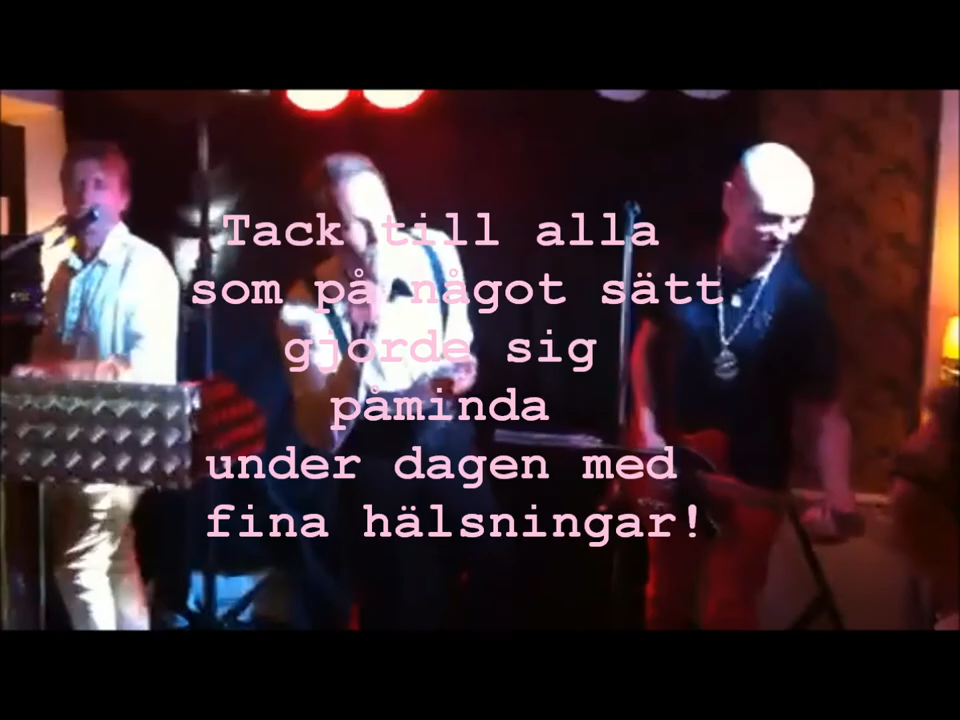 Tack till alla
som på något sätt
gjorde sig
påminda
under dagen med
fina hälsningar!